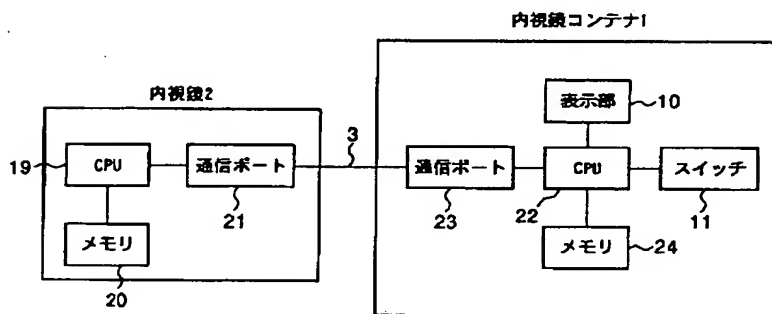 内視鏡コンテナ1
内視鏡2
表示部
10
19
CPU
通信ポート
3
通信ポート
CPU
スイッチ
21
23
22
11
メモリ
メモリ
24
20